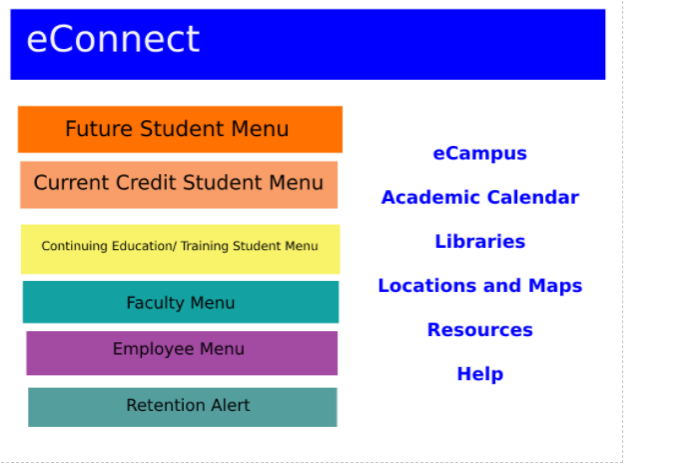 eConnect
Future Student Menu
Current Credit Student Menu
Continuing Education/ Training Student Menu
Faculty Menu
Employee Menu
Retention Alert
eCampus
Academic Calendar
Libraries
Locations and Maps
Resources
Help